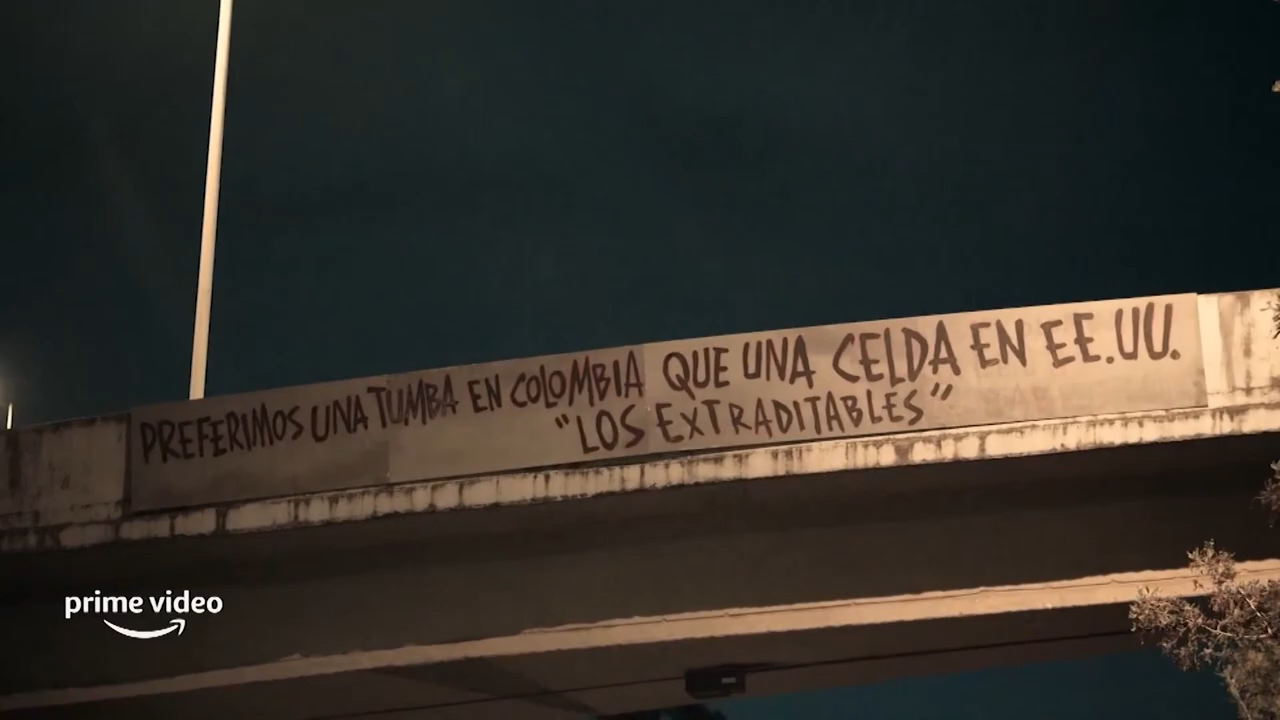 PREFERIMOS UNA TUMBA EN COLOMBIA QUE UNA CELDA EN EE.UU.
"LOS EXTRADITABLES"
prime video